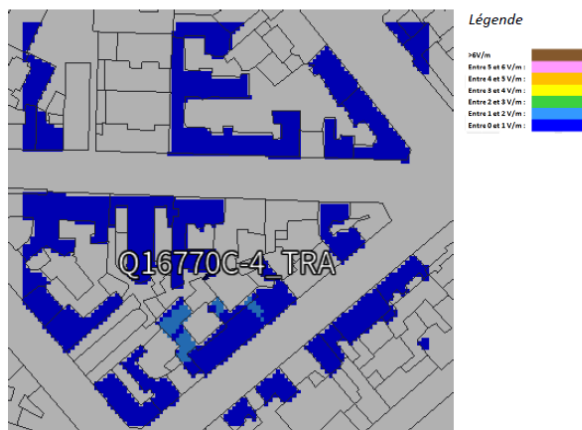 Légende
>6V/m
Entre 5 et 6 V/m :
Entre 4 et 5 V/m :
Entre 3 et 4 V/m :
Entre 2 et 3 V/m :
Entre 1 et 2 V/m :
Entre 0 et 1 V/m :
Q16770C-4_TRA